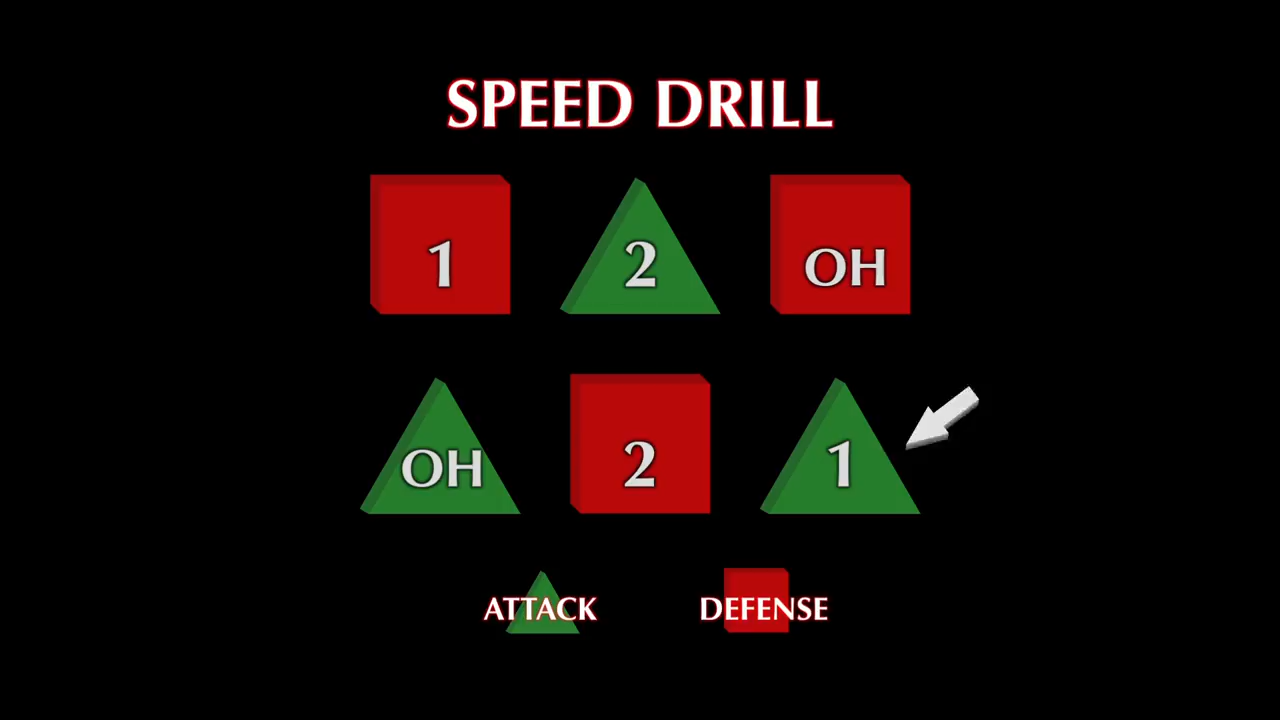 SPEED DRILL
1 2 OH
OH 2 1
ATTACK DEFENSE